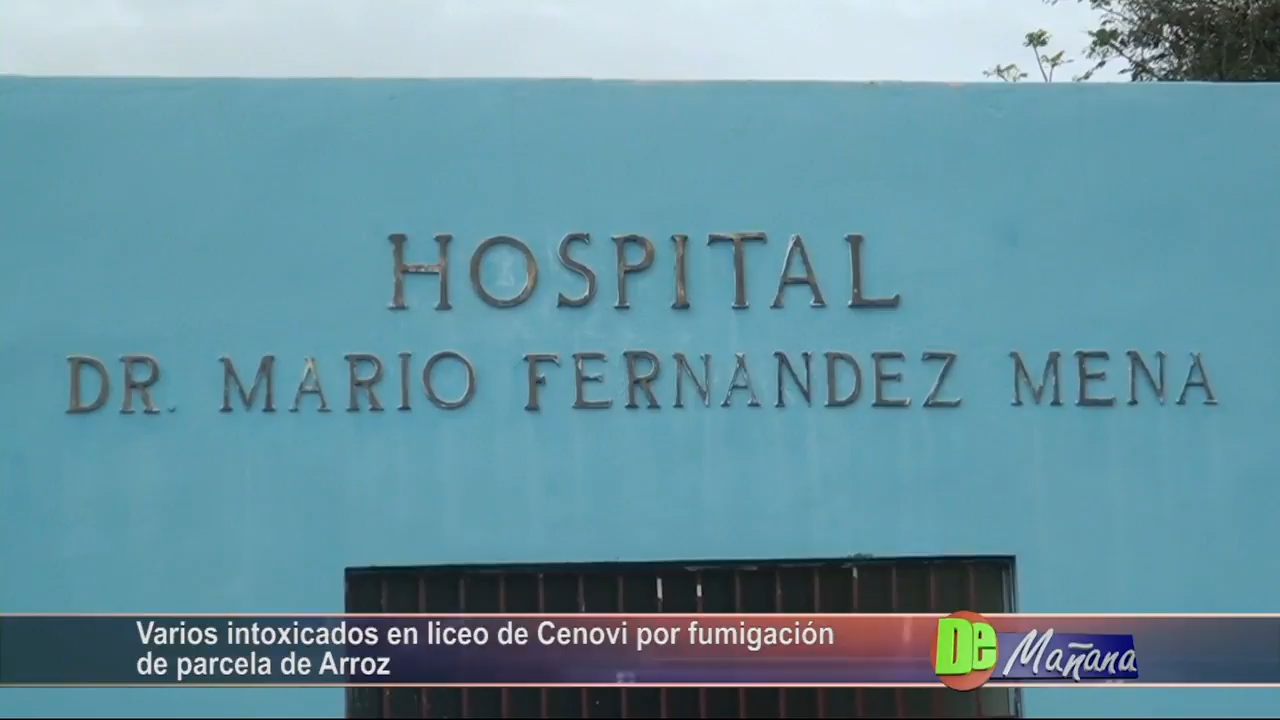 HOSPITAL
DR. MARIO FERNANDEZ MENA
Varios intoxicados en liceo de Cenovi por fumigación
de parcela de Arroz
De Mañana